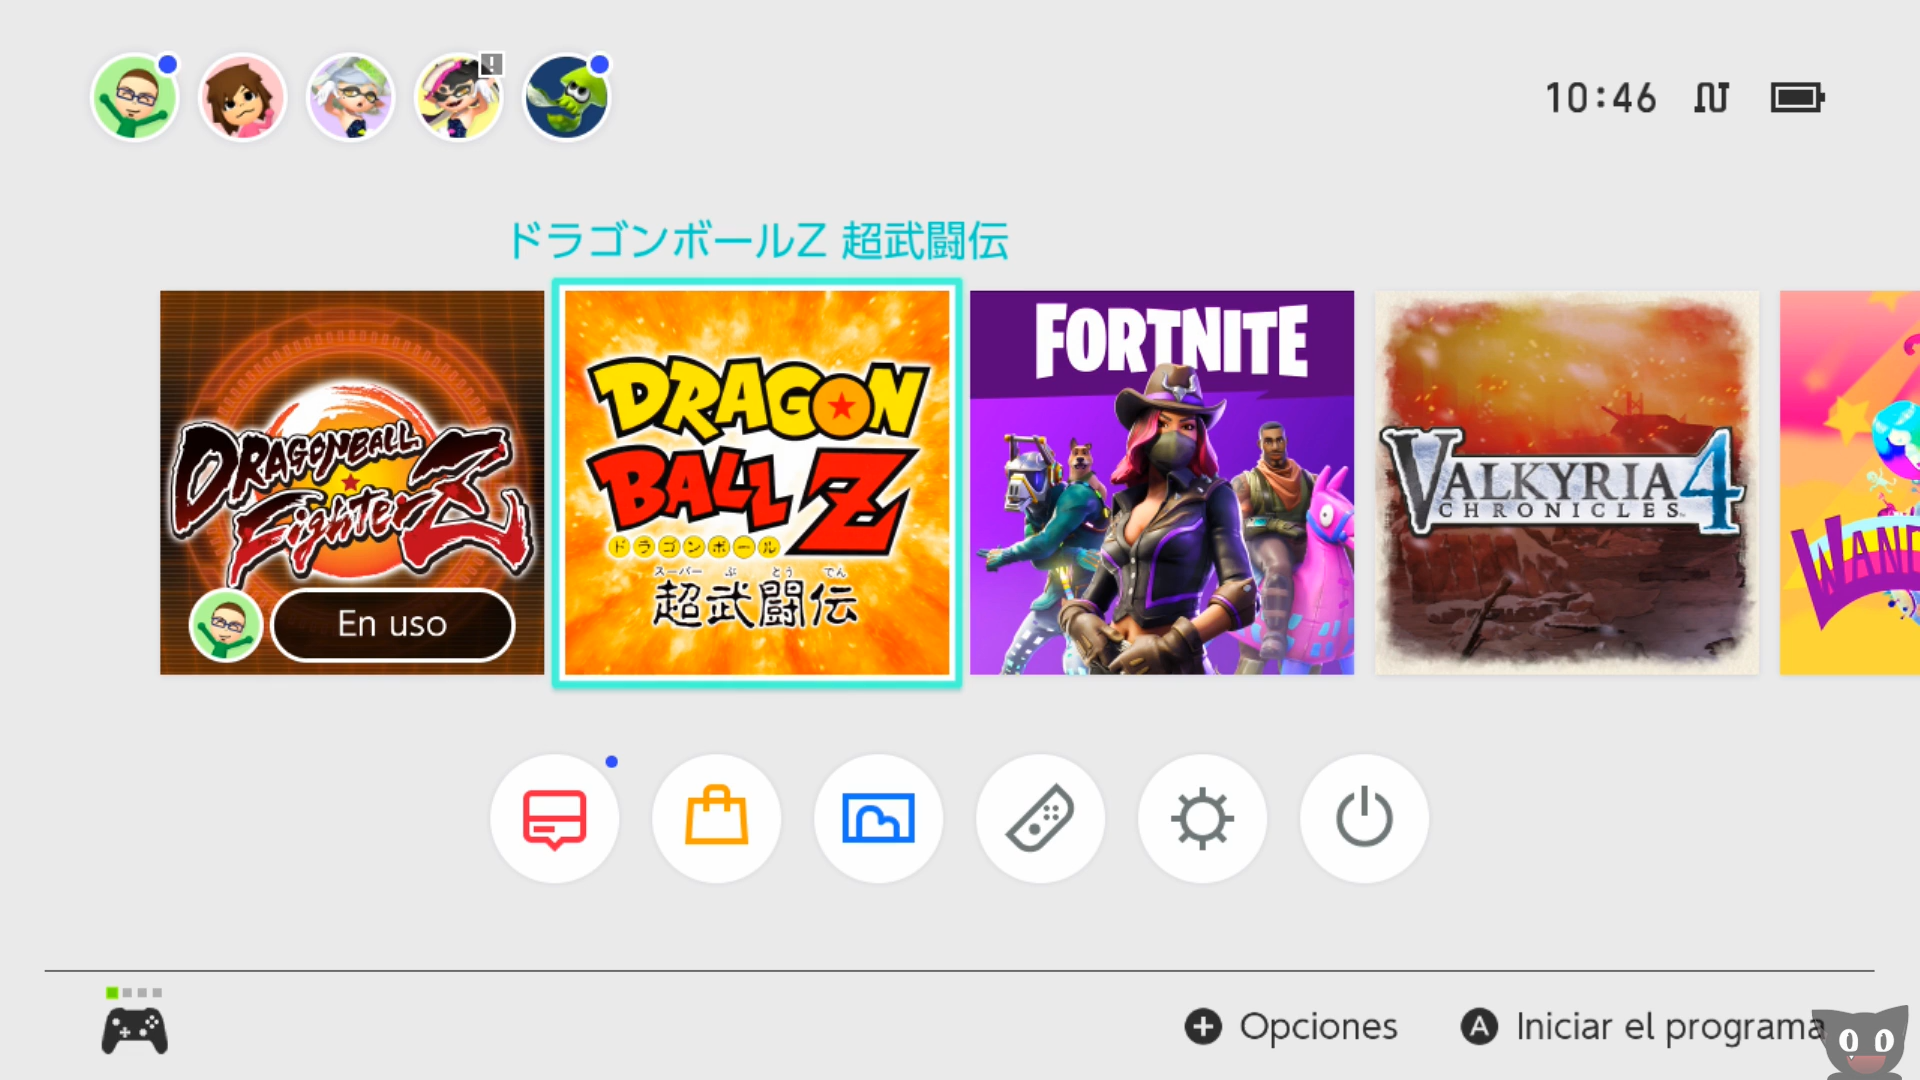 10:46
ドラゴンボールZ 超武闘伝
DRAGONBALL
FighterZ
En uso
DRAGON
BALL Z
ドラゴンボール
スーパー ぶ とう でん
超武闘伝
FORTNITE
VALKYRIA 4
CHRONICLES
WAND
Opciones
A Iniciar el programa